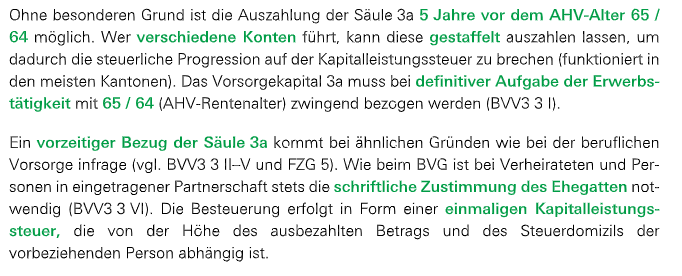 Ohne besonderen Grund ist die Auszahlung der Säule 3a 5 Jahre vor dem AHV-Alter 65 /
64 möglich. Wer verschiedene Konten führt, kann diese gestaffelt auszahlen lassen, um
dadurch die steuerliche Progression auf der Kapitalleistungssteuer zu brechen (funktioniert in
den meisten Kantonen). Das Vorsorgekapital 3a muss bei definitiver Aufgabe der Erwerbs-
tätigkeit mit 65 / 64 (AHV-Rentenalter) zwingend bezogen werden (BVV3 3 I).
Ein vorzeitiger Bezug der Säule 3a kommt bei ähnlichen Gründen wie bei der beruflichen
Vorsorge infrage (vgl. BVV3 3 II–V und FZG 5). Wie beim BVG ist bei Verheirateten und Per-
sonen in eingetragener Partnerschaft stets die schriftliche Zustimmung des Ehegatten not-
wendig (BVV3 3 VI). Die Besteuerung erfolgt in Form einer einmaligen Kapitalleistungs-
steuer, die von der Höhe des ausbezahlten Betrags und des Steuerdomizils der
vorbeziehenden Person abhängig ist.